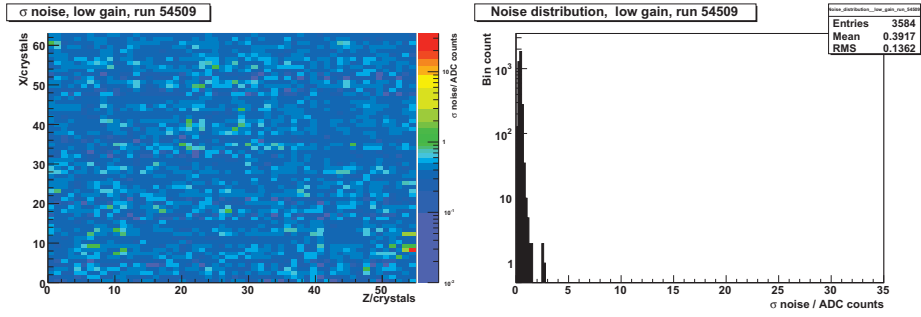 σ noise, low gain, run 54509
X/crystals
60
50
40
30
20
10
0
0 10 20 30 40 50
Z/crystals
10
1
10⁻¹
σ noise/ ADC counts
Noise distribution, low gain, run 54509
Noise_distribution__low_gain_run_54509
Entries 3584
Mean 0.3917
RMS 0.1362
Bin count
10³
10²
10
1
0 5 10 15 20 25 30 35
σ noise / ADC counts